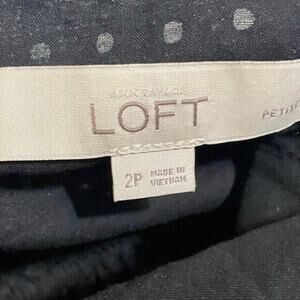 ANN TAYLOR
LOFT
PETITE
2P
MADE IN
VIETNAM